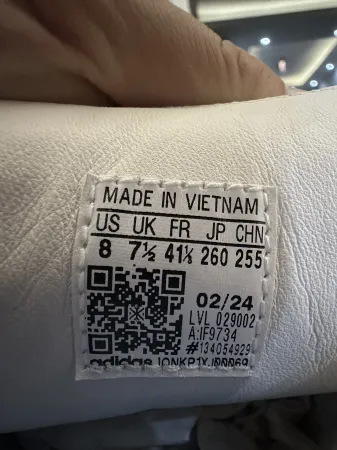 MADE IN VIETNAM
US UK FR JP CHN
8 7½ 41⅓ 260 255
02/24
LVL 029002
A:IF9734
#134054929
adidas